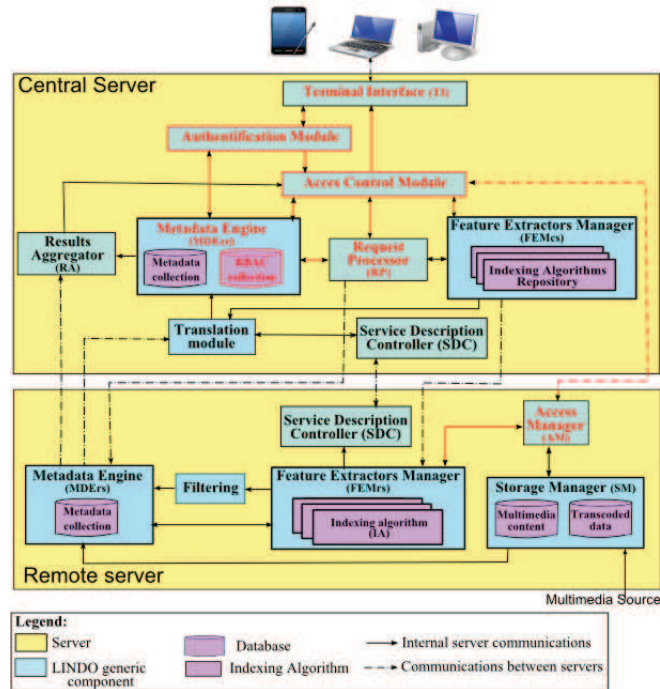 Central Server
Terminal Interface (TI)
Authentification Module
Acces Control Module
Metadata Engine
(MDEcs)
Metadata
collection
RBAC
collection
Results
Aggregator
(RA)
Request
Processor
(RP)
Feature Extractors Manager
(FEMcs)
Indexing Algorithms
Repository
Translation
module
Service Description
Controller (SDC)
Service Description
Controller (SDC)
Access
Manager
(AM)
Metadata Engine
(MDErs)
Metadata
collection
Filtering
Feature Extractors Manager
(FEMrs)
Indexing algorithm
(IA)
Storage Manager (SM)
Multimedia
content
Transcoded
data
Remote server
Multimedia Source
Legend:
Server
LINDO generic
component
Database
Indexing Algorithm
Internal server communications
Communications between servers